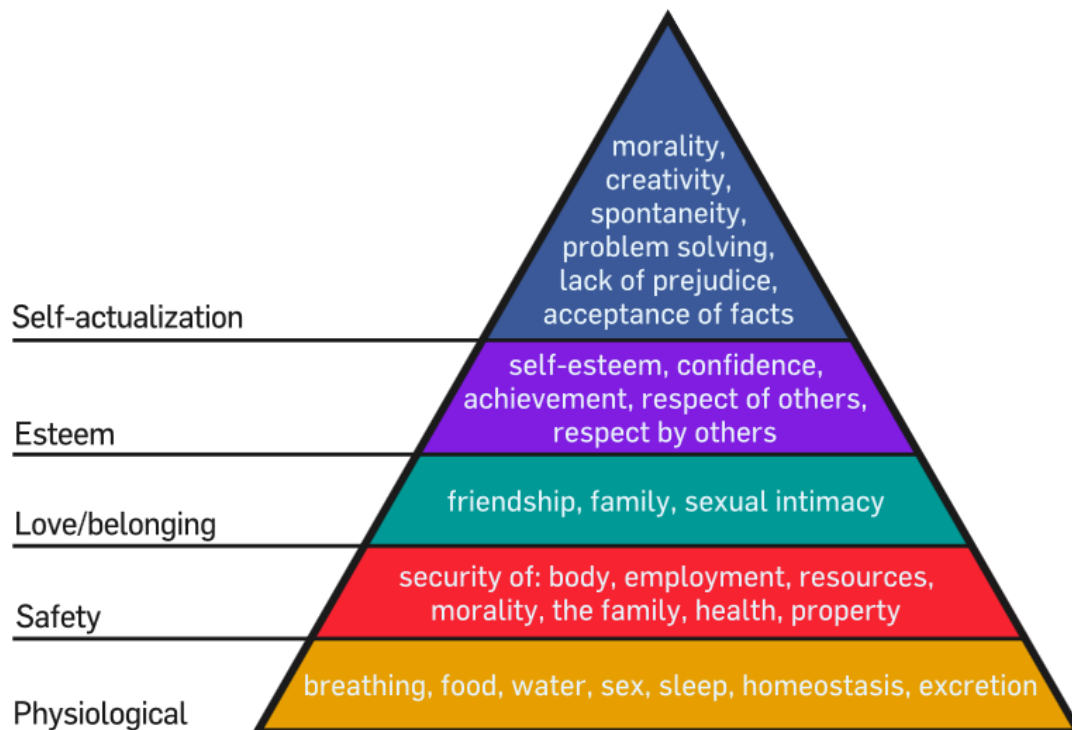 morality,
creativity,
spontaneity,
problem solving,
lack of prejudice,
acceptance of facts
Self-actualization
self-esteem, confidence,
achievement, respect of others,
respect by others
Esteem
friendship, family, sexual intimacy
Love/belonging
security of: body, employment, resources,
morality, the family, health, property
Safety
breathing, food, water, sex, sleep, homeostasis, excretion
Physiological